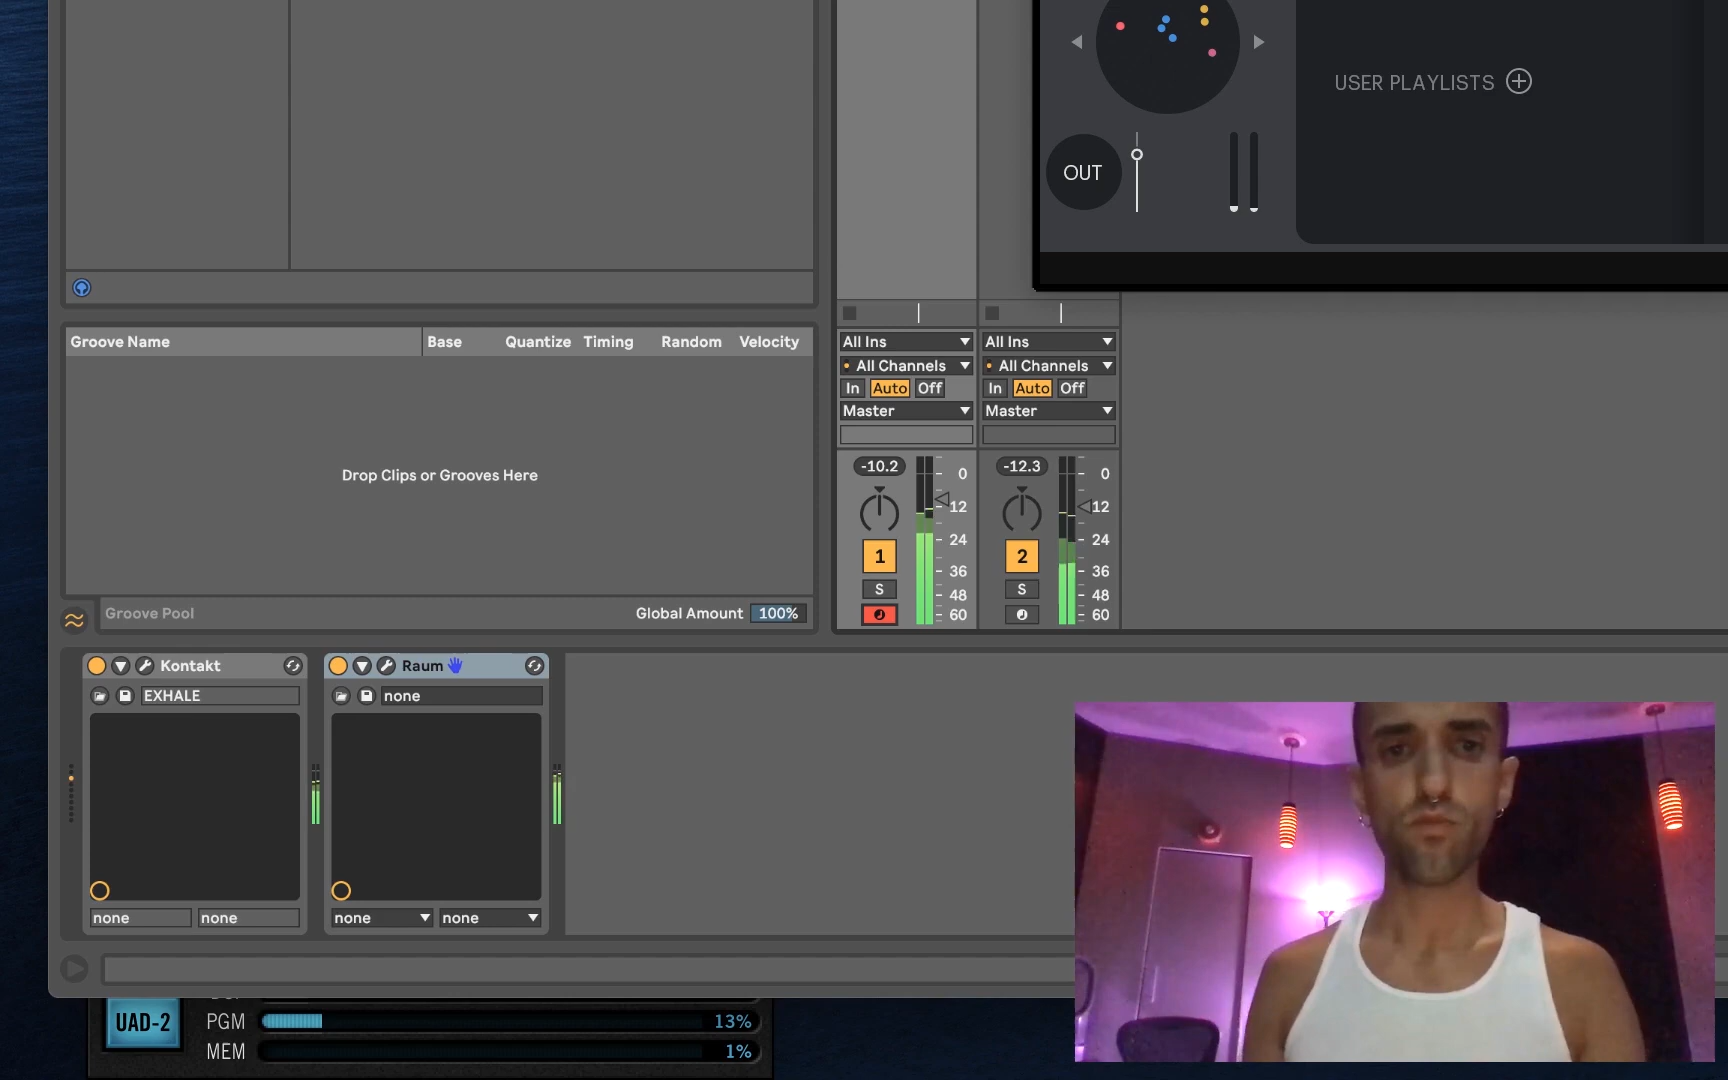 USER PLAYLISTS
OUT
Groove Name Base Quantize Timing Random Velocity
Drop Clips or Grooves Here
Groove Pool Global Amount 100%
All Ins All Ins
All Channels All Channels
In Auto Off In Auto Off
Master Master
-10.2 -12.3
0 0
12 12
1 24 2 24
36 36
S 48 S 48
60 60
Kontakt Raum
EXHALE none
none none none none
UAD-2 PGM 13%
MEM 1%